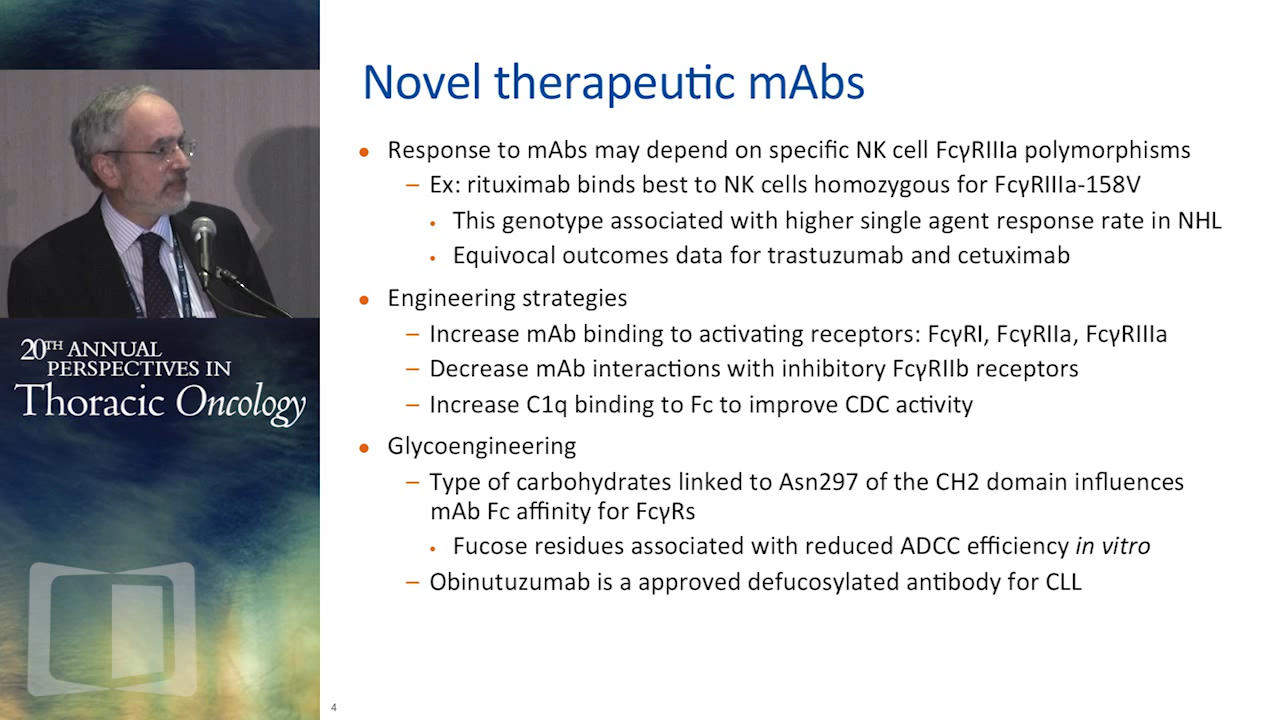 Novel therapeutic mAbs
• Response to mAbs may depend on specific NK cell FcγRIIIa polymorphisms
– Ex: rituximab binds best to NK cells homozygous for FcγRIIIa-158V
• This genotype associated with higher single agent response rate in NHL
• Equivocal outcomes data for trastuzumab and cetuximab
• Engineering strategies
– Increase mAb binding to activating receptors: FcγRI, FcγRIIa, FcγRIIIa
– Decrease mAb interactions with inhibitory FcγRIIb receptors
– Increase C1q binding to Fc to improve CDC activity
• Glycoengineering
– Type of carbohydrates linked to Asn297 of the CH2 domain influences
mAb Fc affinity for FcγRs
• Fucose residues associated with reduced ADCC efficiency in vitro
– Obinutuzumab is a approved defucosylated antibody for CLL
20TH ANNUAL
PERSPECTIVES IN
Thoracic Oncology
4